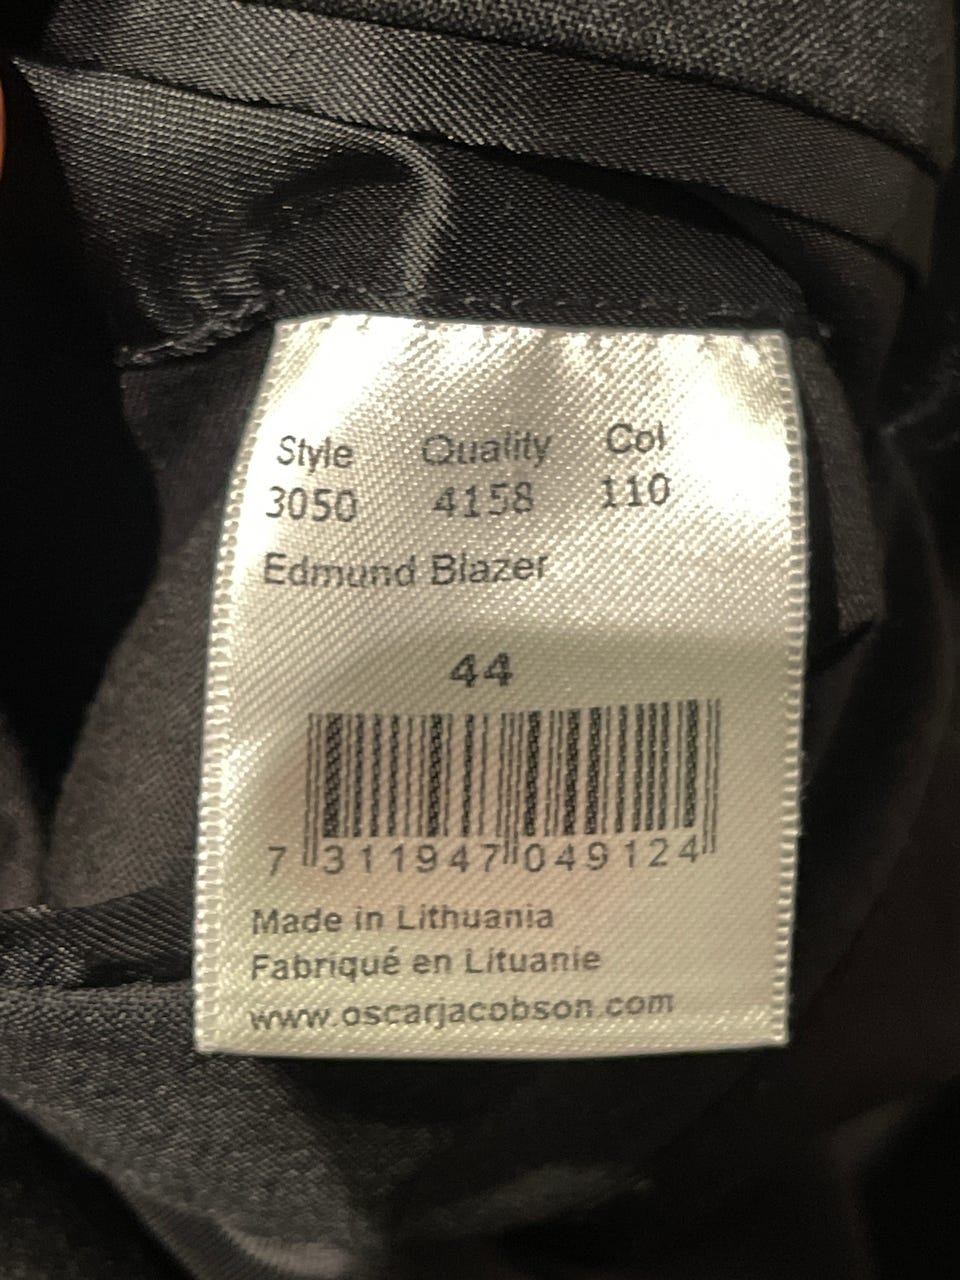 Style Quality Col
3050 4158 110
Edmund Blazer
44
7 311947 049124
Made in Lithuania
Fabriqué en Lituanie
www.oscarjacobson.com